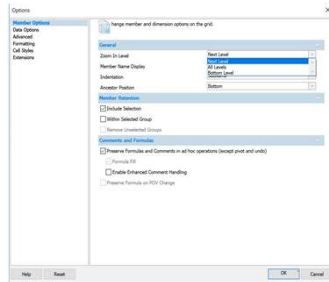 Options
Member Options
Data Options
Advanced
Formatting
Cell Styles
Extensions
hange member and dimension options on the grid.
General
Zoom In Level
Next Level
Next Level
All Levels
Bottom Level
Member Name Display
Indentation
Ancestor Position
Bottom
Member Retention
Include Selection
Within Selected Group
Remove Unselected Groups
Comments and Formulas
Preserve Formulas and Comments in ad hoc operations (except pivot and undo)
Formula Fill
Enable Enhanced Comment Handling
Preserve Formula on POV Change
Help
Reset
OK
Cancel